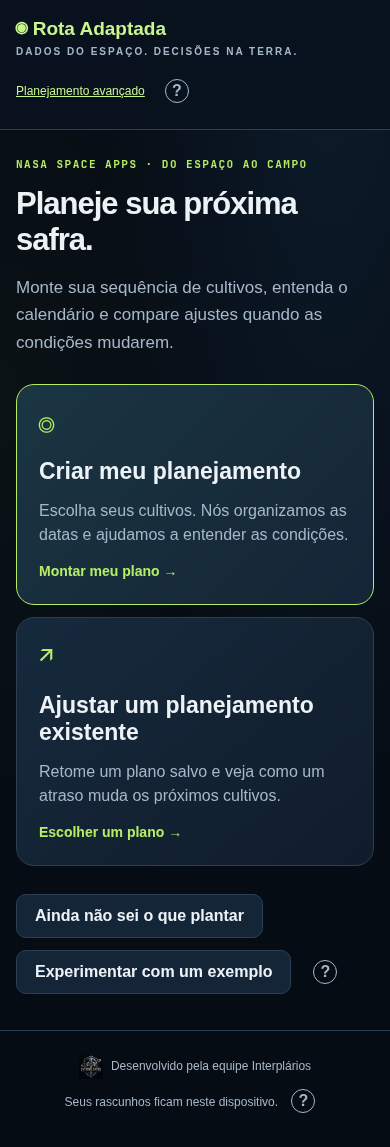 Rota Adaptada
DADOS DO ESPAÇO. DECISÕES NA TERRA.
Planejamento avançado ?
NASA SPACE APPS · DO ESPAÇO AO CAMPO
Planeje sua próxima
safra.
Monte sua sequência de cultivos, entenda o
calendário e compare ajustes quando as
condições mudarem.
Criar meu planejamento
Escolha seus cultivos. Nós organizamos as
datas e ajudamos a entender as condições.
Montar meu plano →
Ajustar um planejamento
existente
Retome um plano salvo e veja como um
atraso muda os próximos cultivos.
Escolher um plano →
Ainda não sei o que plantar
Experimentar com um exemplo ?
Desenvolvido pela equipe Interplários
Seus rascunhos ficam neste dispositivo. ?